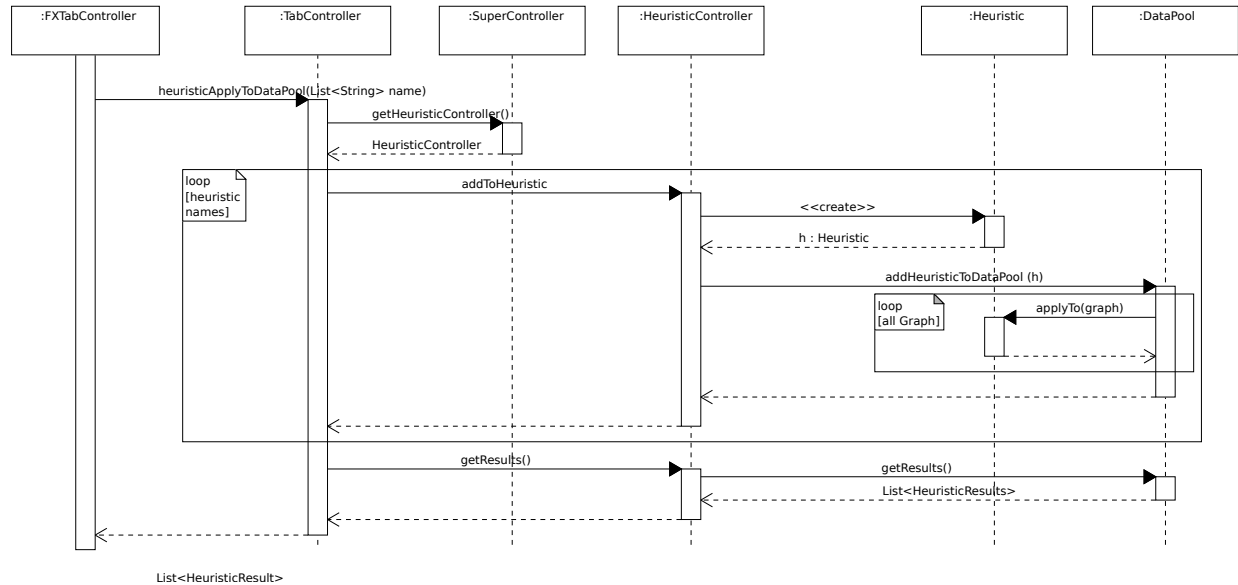 :FXTabController
:TabController
:SuperController
:HeuristicController
:Heuristic
:DataPool
heuristicApplyToDataPool(List<String> name)
getHeuristicController()
HeuristicController
loop
[heuristic
names]
addToHeuristic
<<create>>
h : Heuristic
addHeuristicToDataPool (h)
loop
[all Graph]
applyTo(graph)
getResults()
getResults()
List<HeuristicResults>
List<HeuristicResult>